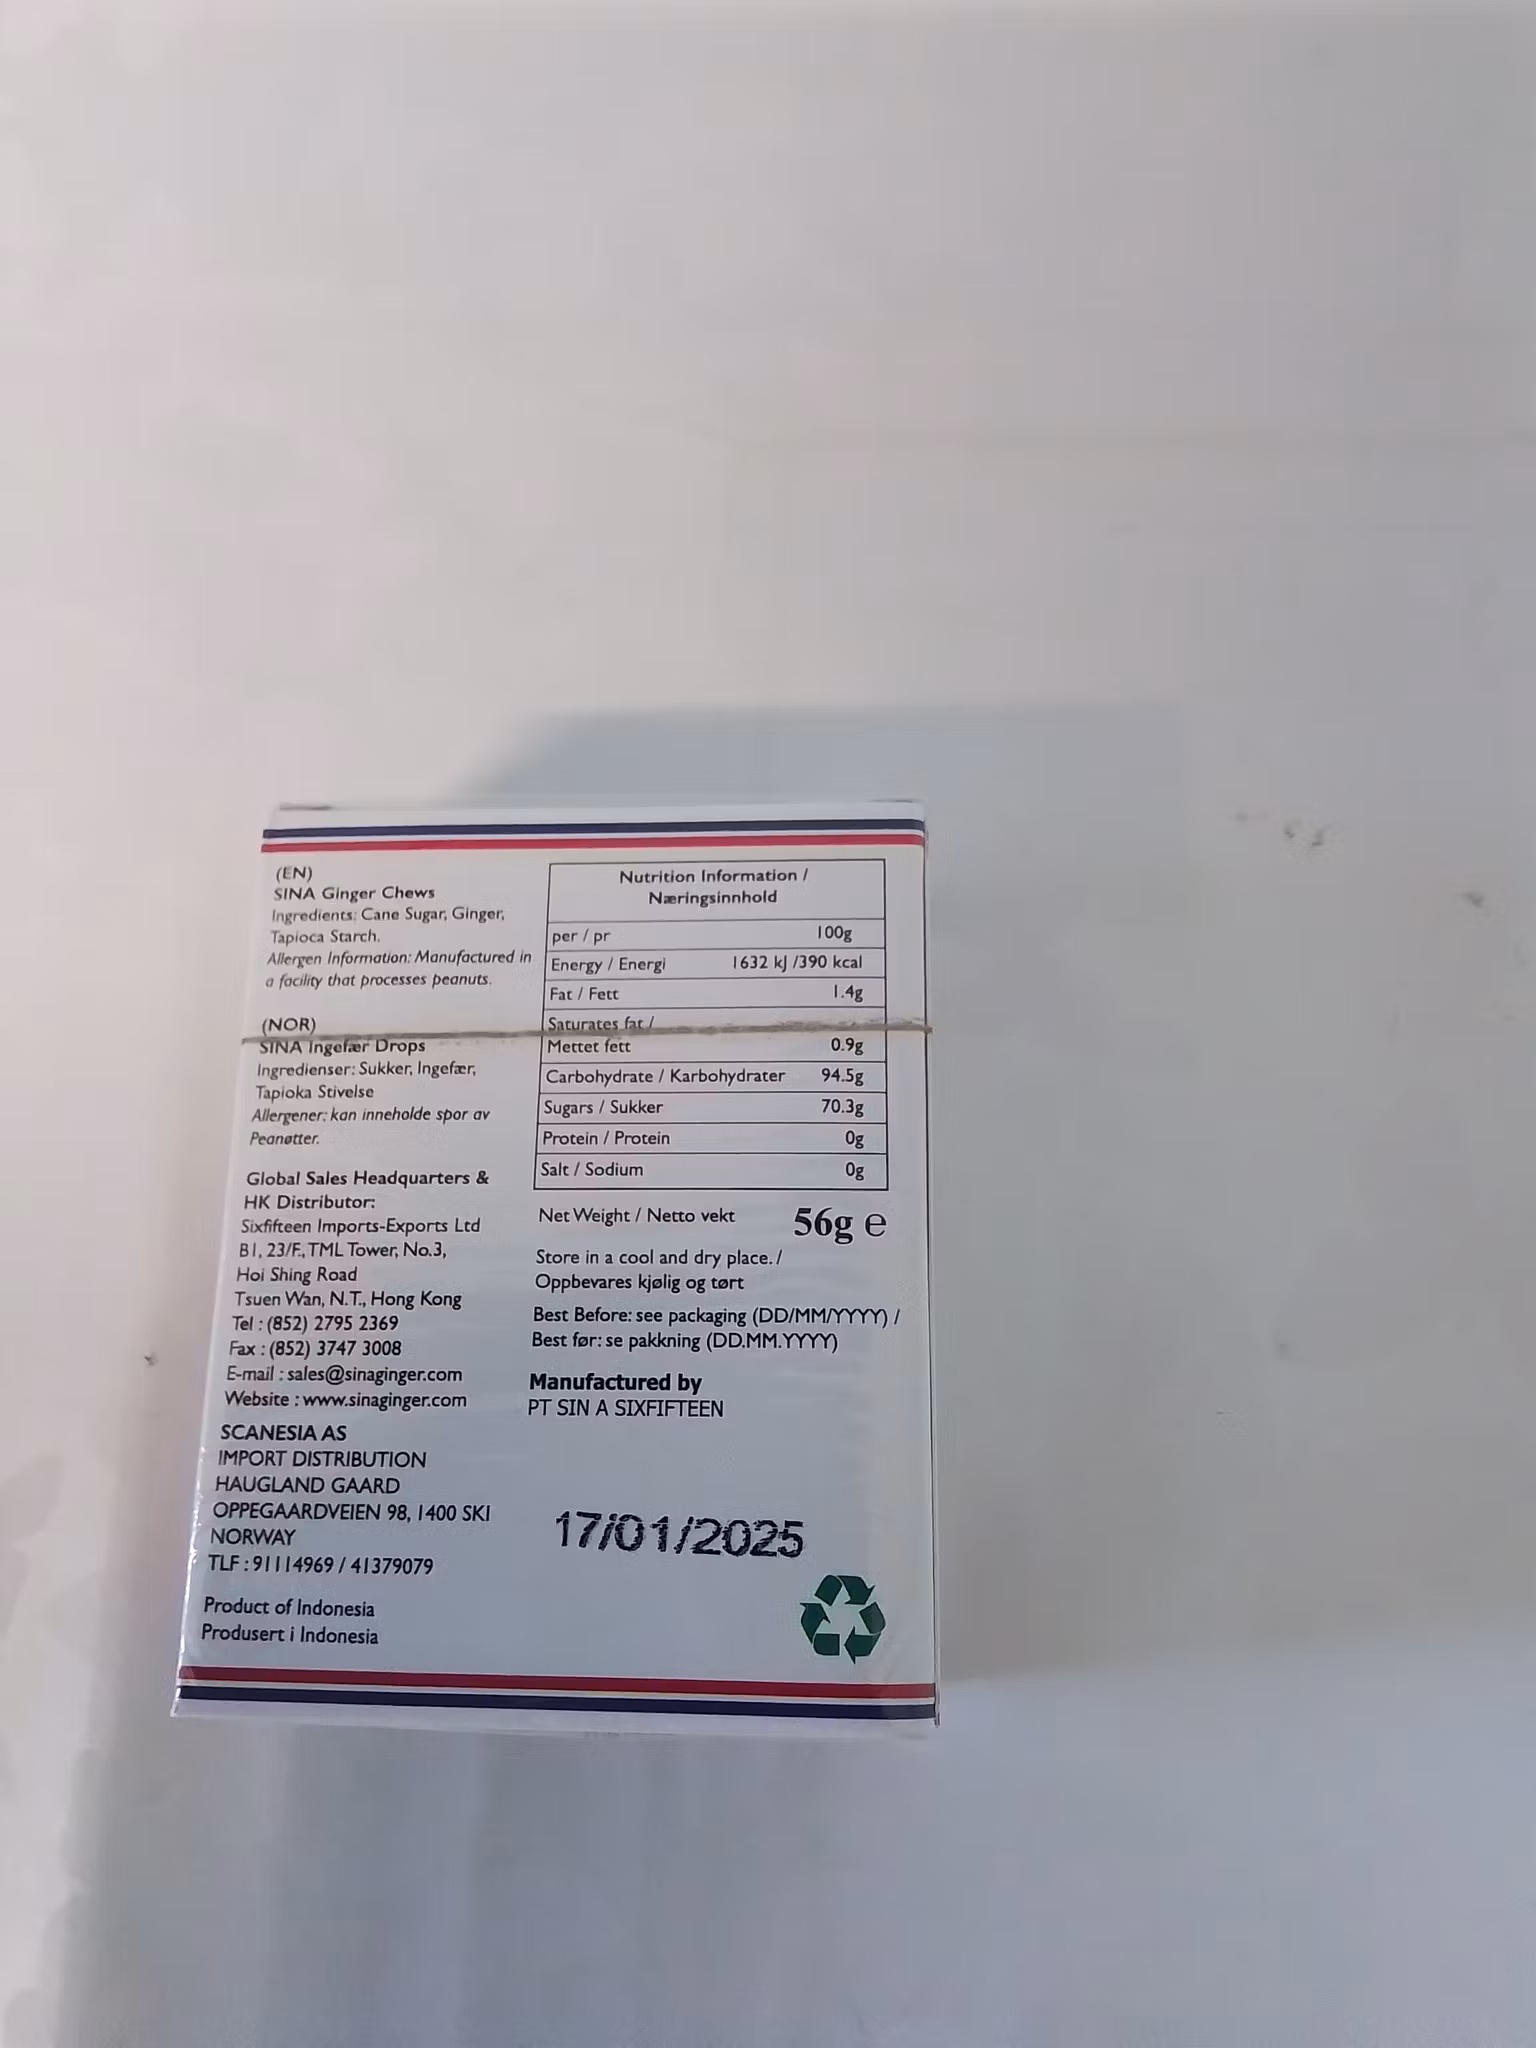 (EN)
SINA Ginger Chews
Ingredients: Cane Sugar, Ginger,
Tapioca Starch.
Allergen Information: Manufactured in
a facility that processes peanuts.
(NOR)
SINA Ingefær Drops
Ingredienser: Sukker, Ingefær,
Tapioka Stivelse
Allergener: kan inneholde spor av
Peanøtter.
Global Sales Headquarters &
HK Distributor:
Sixfifteen Imports-Exports Ltd
B1, 23/F., TML Tower, No.3,
Hoi Shing Road
Tsuen Wan, N.T., Hong Kong
Tel : (852) 2795 2369
Fax : (852) 3747 3008
E-mail : sales@sinaginger.com
Website : www.sinaginger.com
SCANESIA AS
IMPORT DISTRIBUTION
HAUGLAND GAARD
OPPEGAARDVEIEN 98, 1400 SKI
NORWAY
TLF : 91114969 / 41379079
Product of Indonesia
Produsert i Indonesia
Nutrition Information /
Næringsinnhold
per / pr 100g
Energy / Energi 1632 kJ /390 kcal
Fat / Fett 1.4g
Saturates fat /
Mettet fett 0.9g
Carbohydrate / Karbohydrater 94.5g
Sugars / Sukker 70.3g
Protein / Protein 0g
Salt / Sodium 0g
Net Weight / Netto vekt 56g e
Store in a cool and dry place. /
Oppbevares kjølig og tørt
Best Before: see packaging (DD/MM/YYYY) /
Best før: se pakkning (DD.MM.YYYY)
Manufactured by
PT SIN A SIXFIFTEEN
17/01/2025